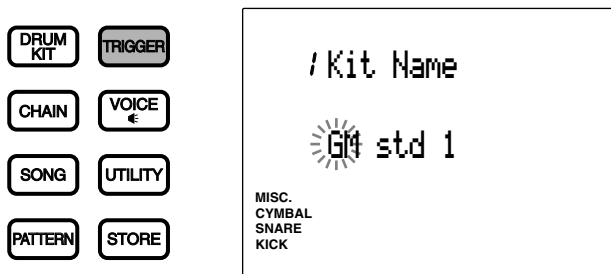 DRUM
KIT
TRIGGER
CHAIN
VOICE
SONG
UTILITY
PATTERN
STORE
1 Kit Name
GM std 1
MISC.
CYMBAL
SNARE
KICK